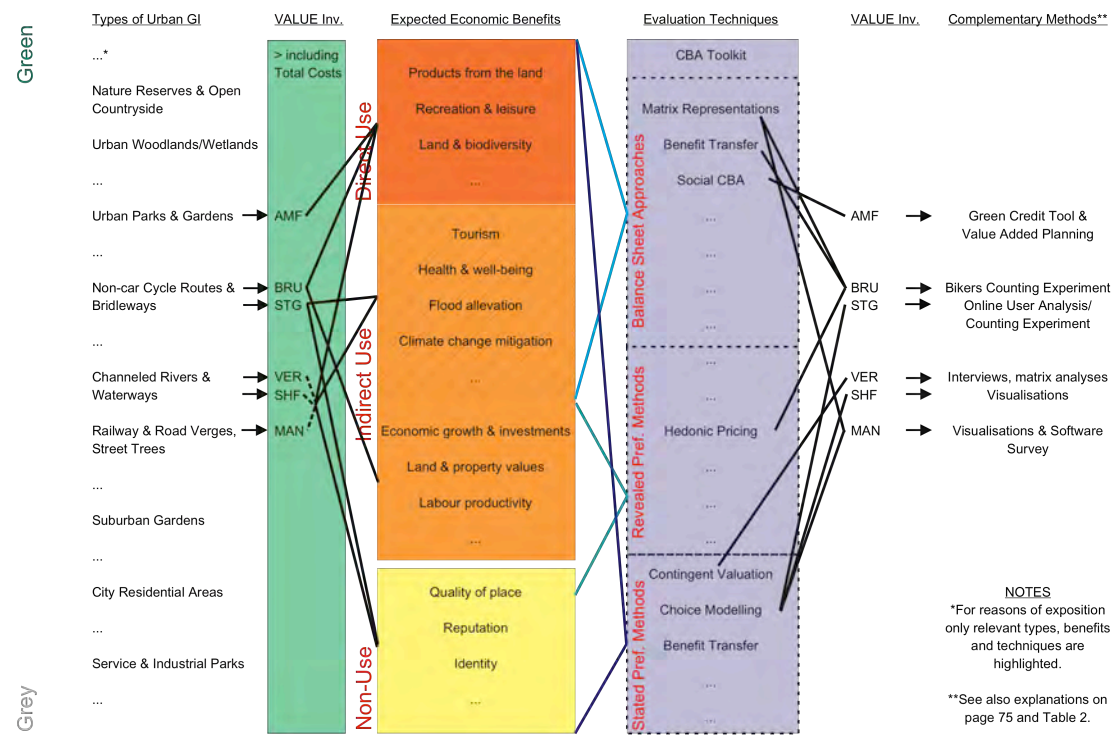 Green
Grey
Types of Urban GI
...*
Nature Reserves & Open
Countryside
Urban Woodlands/Wetlands
...
Urban Parks & Gardens
...
Non-car Cycle Routes &
Bridleways
...
Channeled Rivers &
Waterways
Railway & Road Verges,
Street Trees
...
Suburban Gardens
...
City Residential Areas
...
Service & Industrial Parks
...
VALUE Inv.
> including
Total Costs
AMF
BRU
STG
VER
SHF
MAN
Expected Economic Benefits
Direct Use
Products from the land
Recreation & leisure
Land & biodiversity
...
Indirect Use
Tourism
Health & well-being
Flood allevation
Climate change mitigation
...
Economic growth & investments
Land & property values
Labour productivity
...
Non-Use
Quality of place
Reputation
Identity
...
Evaluation Techniques
CBA Toolkit
Balance Sheet Approaches
Matrix Representations
Benefit Transfer
Social CBA
...
...
...
...
Revealed Pref. Methods
...
...
Hedonic Pricing
...
...
...
Stated Pref. Methods
Contingent Valuation
Choice Modelling
Benefit Transfer
...
...
VALUE Inv.
AMF
BRU
STG
VER
SHF
MAN
Complementary Methods**
Green Credit Tool &
Value Added Planning
Bikers Counting Experiment
Online User Analysis/
Counting Experiment
Interviews, matrix analyses
Visualisations
Visualisations & Software
Survey
NOTES
*For reasons of exposition
only relevant types, benefits
and techniques are
highlighted.
**See also explanations on
page 75 and Table 2.